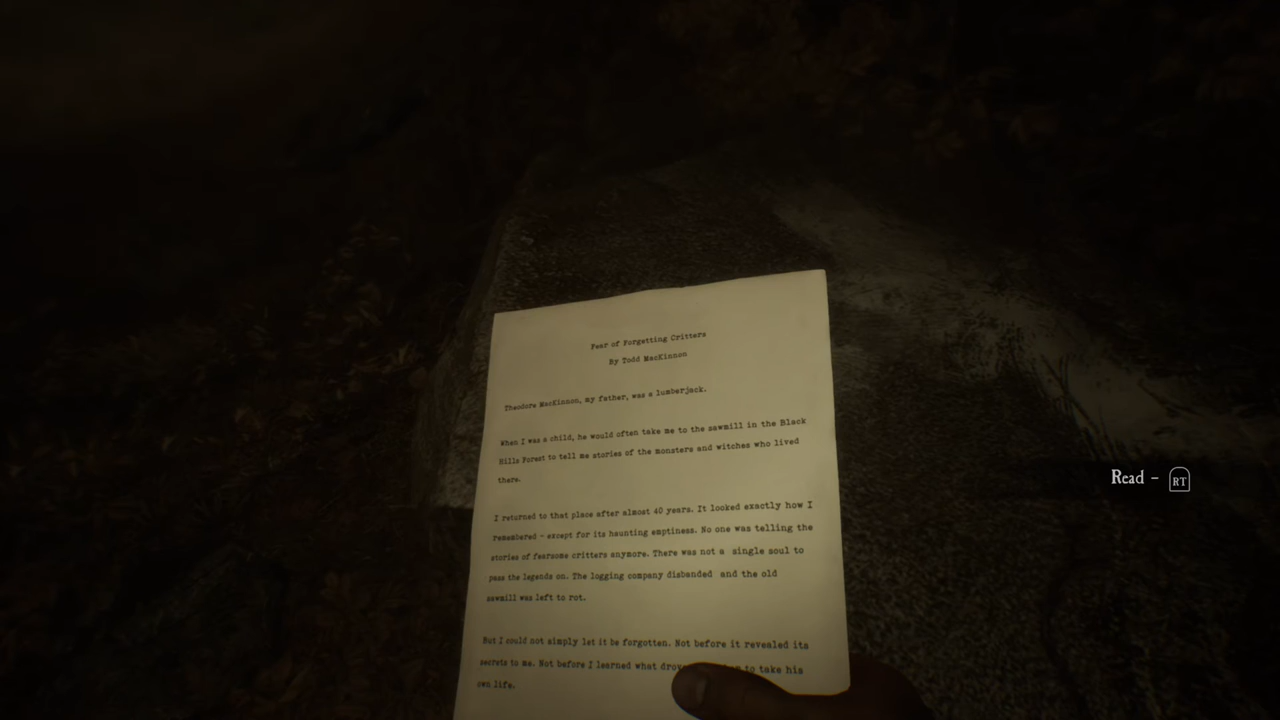 Fear of Forgetting Critters
By Todd MacKinnon
Theodore MacKinnon, my father, was a lumberjack.
When I was a child, he would often take me to the sawmill in the Black
Hills Forest to tell me stories of the monsters and witches who lived
there.
I returned to that place after almost 40 years. It looked exactly how I
remembered - except for its haunting emptiness. No one was telling the
stories of fearsome critters anymore. There was not a single soul to
pass the legends on. The logging company disbanded and the old
sawmill was left to rot.
But I could not simply let it be forgotten. Not before it revealed its
secrets to me. Not before I learned what to take his
own life.
Read - RT